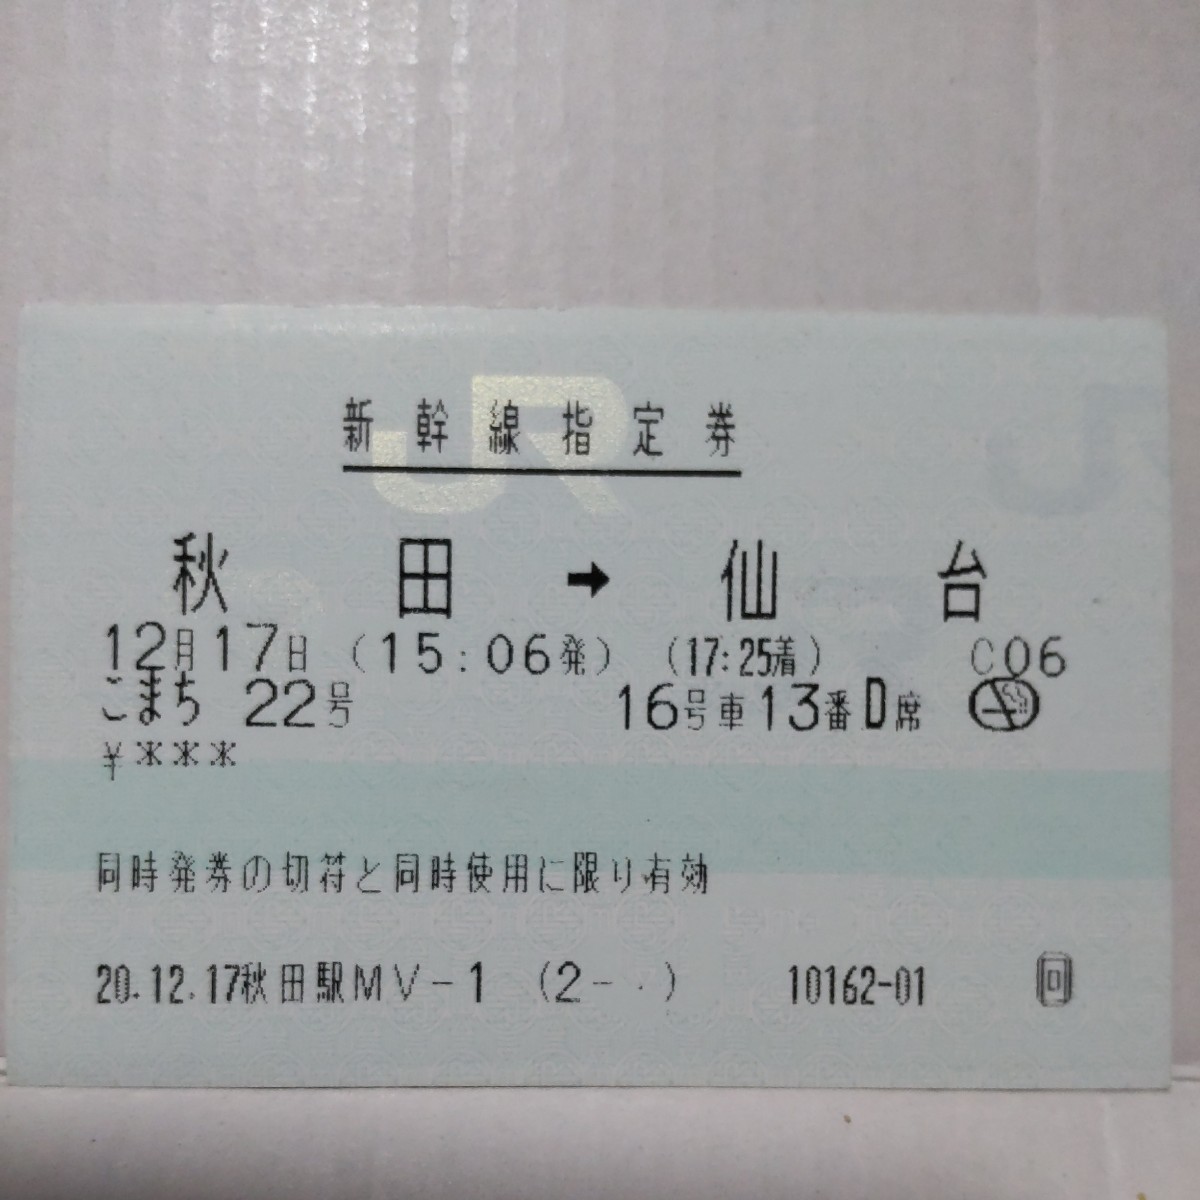 新幹線指定券
秋田→仙台
12月17日(15:06発) (17:25着) C06
こまち 22号 16号車13番D席
¥***
同時発券の切符と同時使用に限り有効
20.12.17秋田駅MV-1 (2- ・ ) 10162-01 回
JR